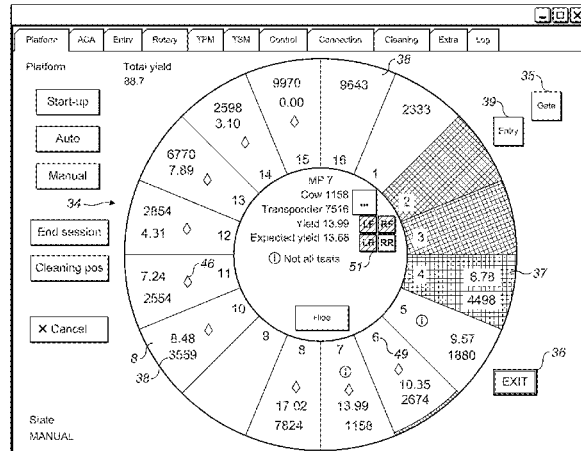 Platform
ACA
Entry
Rotary
TPM
TSM
Control
Connection
Cleaning
Extra
Log
Platform
Total yield
88.7
Start-up
Auto
Manual
34
End session
Cleaning pos
X Cancel
State
MANUAL
9970
0.00
9643
38
2333
2598
3.10
6770
7.89
2854
4.31
7.24
2554
46
8
8.48
3559
38
17.02
7824
13.99
1158
49
10.35
2674
9.57
1880
8.78
4498
37
1
2
3
4
5
6
7
8
9
10
11
12
13
14
15
16
MP 7
Cow 1158
...
Transponder 7516
Yield 13.99
Expected yield 13.68
LF RF
LR RR
51
Not all teats
39
Entry
35
Gate
36
EXIT